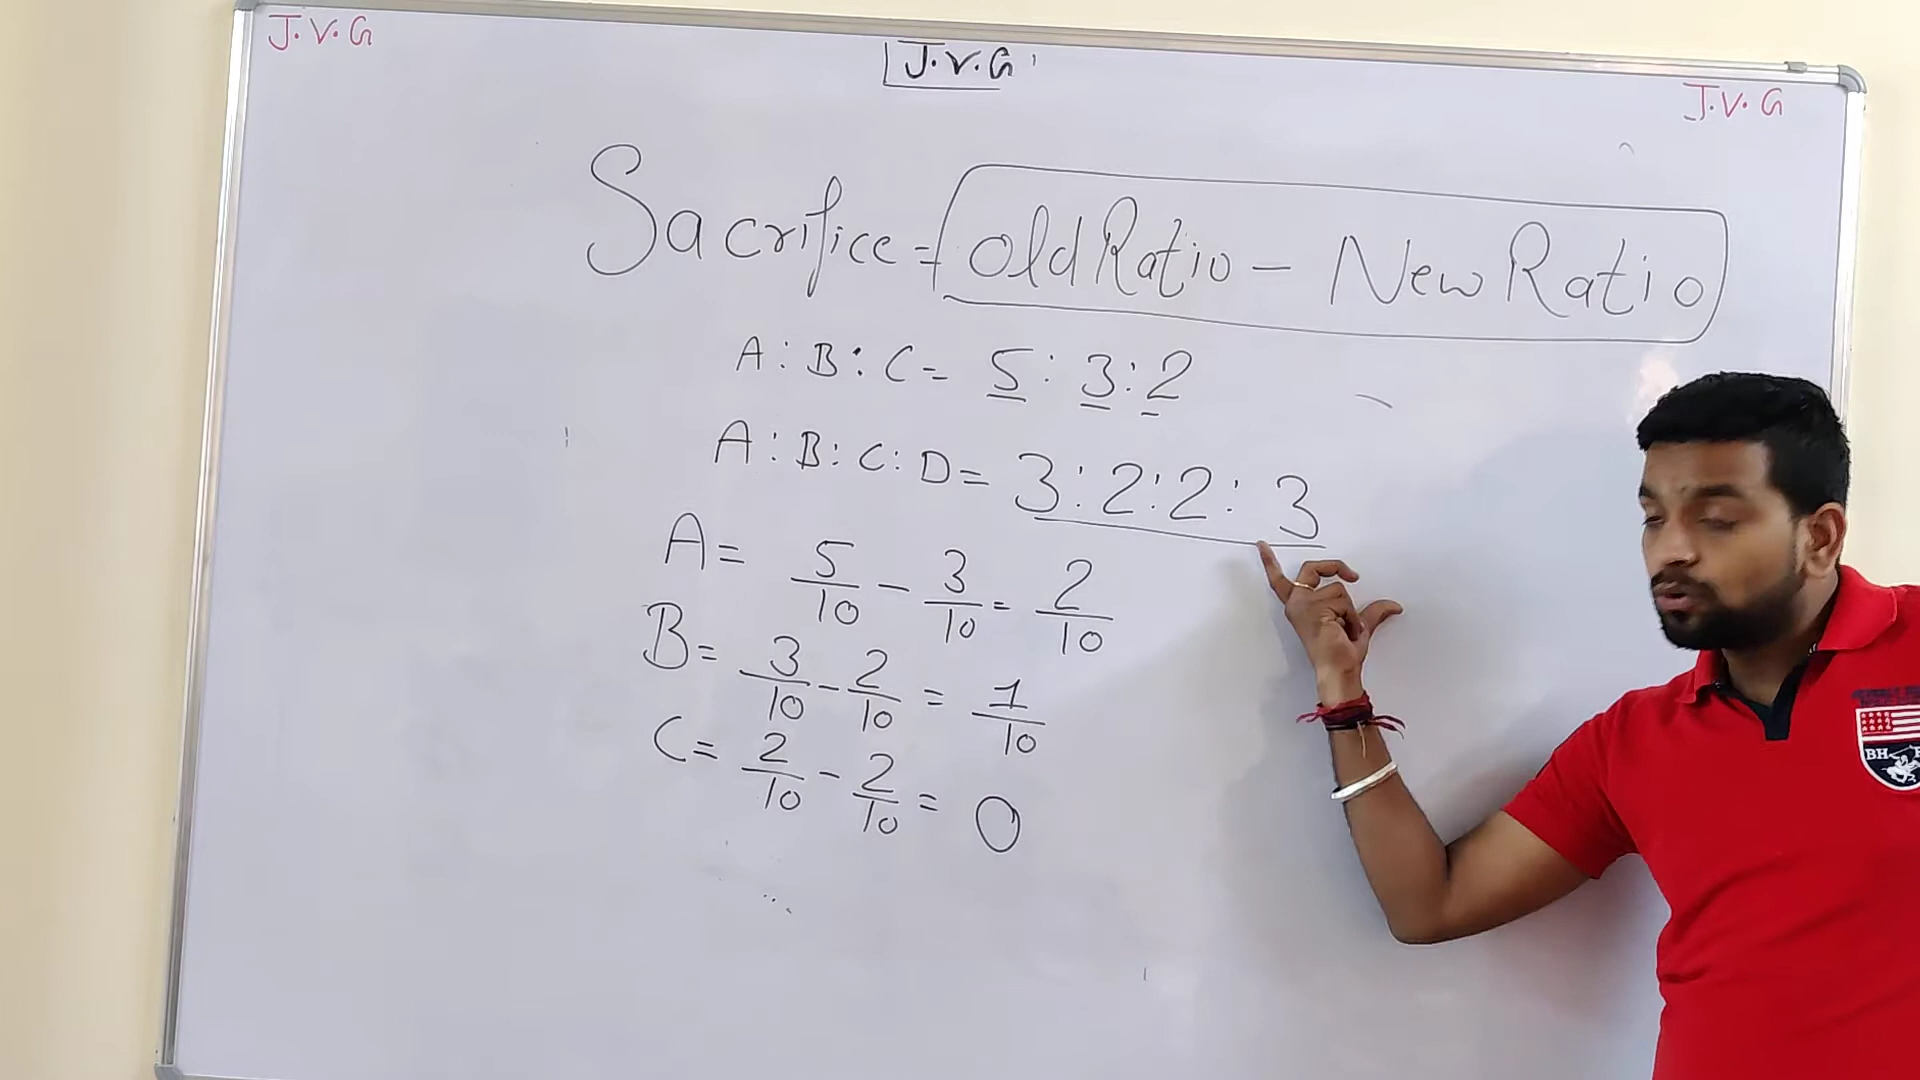 J.V.G
J.V.G
J.V.G
Sacrifice = Old Ratio - New Ratio
A : B : C = 5 : 3 : 2
A : B : C : D = 3 : 2 : 2 : 3
A = 5/10 - 3/10 = 2/10
B = 3/10 - 2/10 = 1/10
C = 2/10 - 2/10 = 0
BH